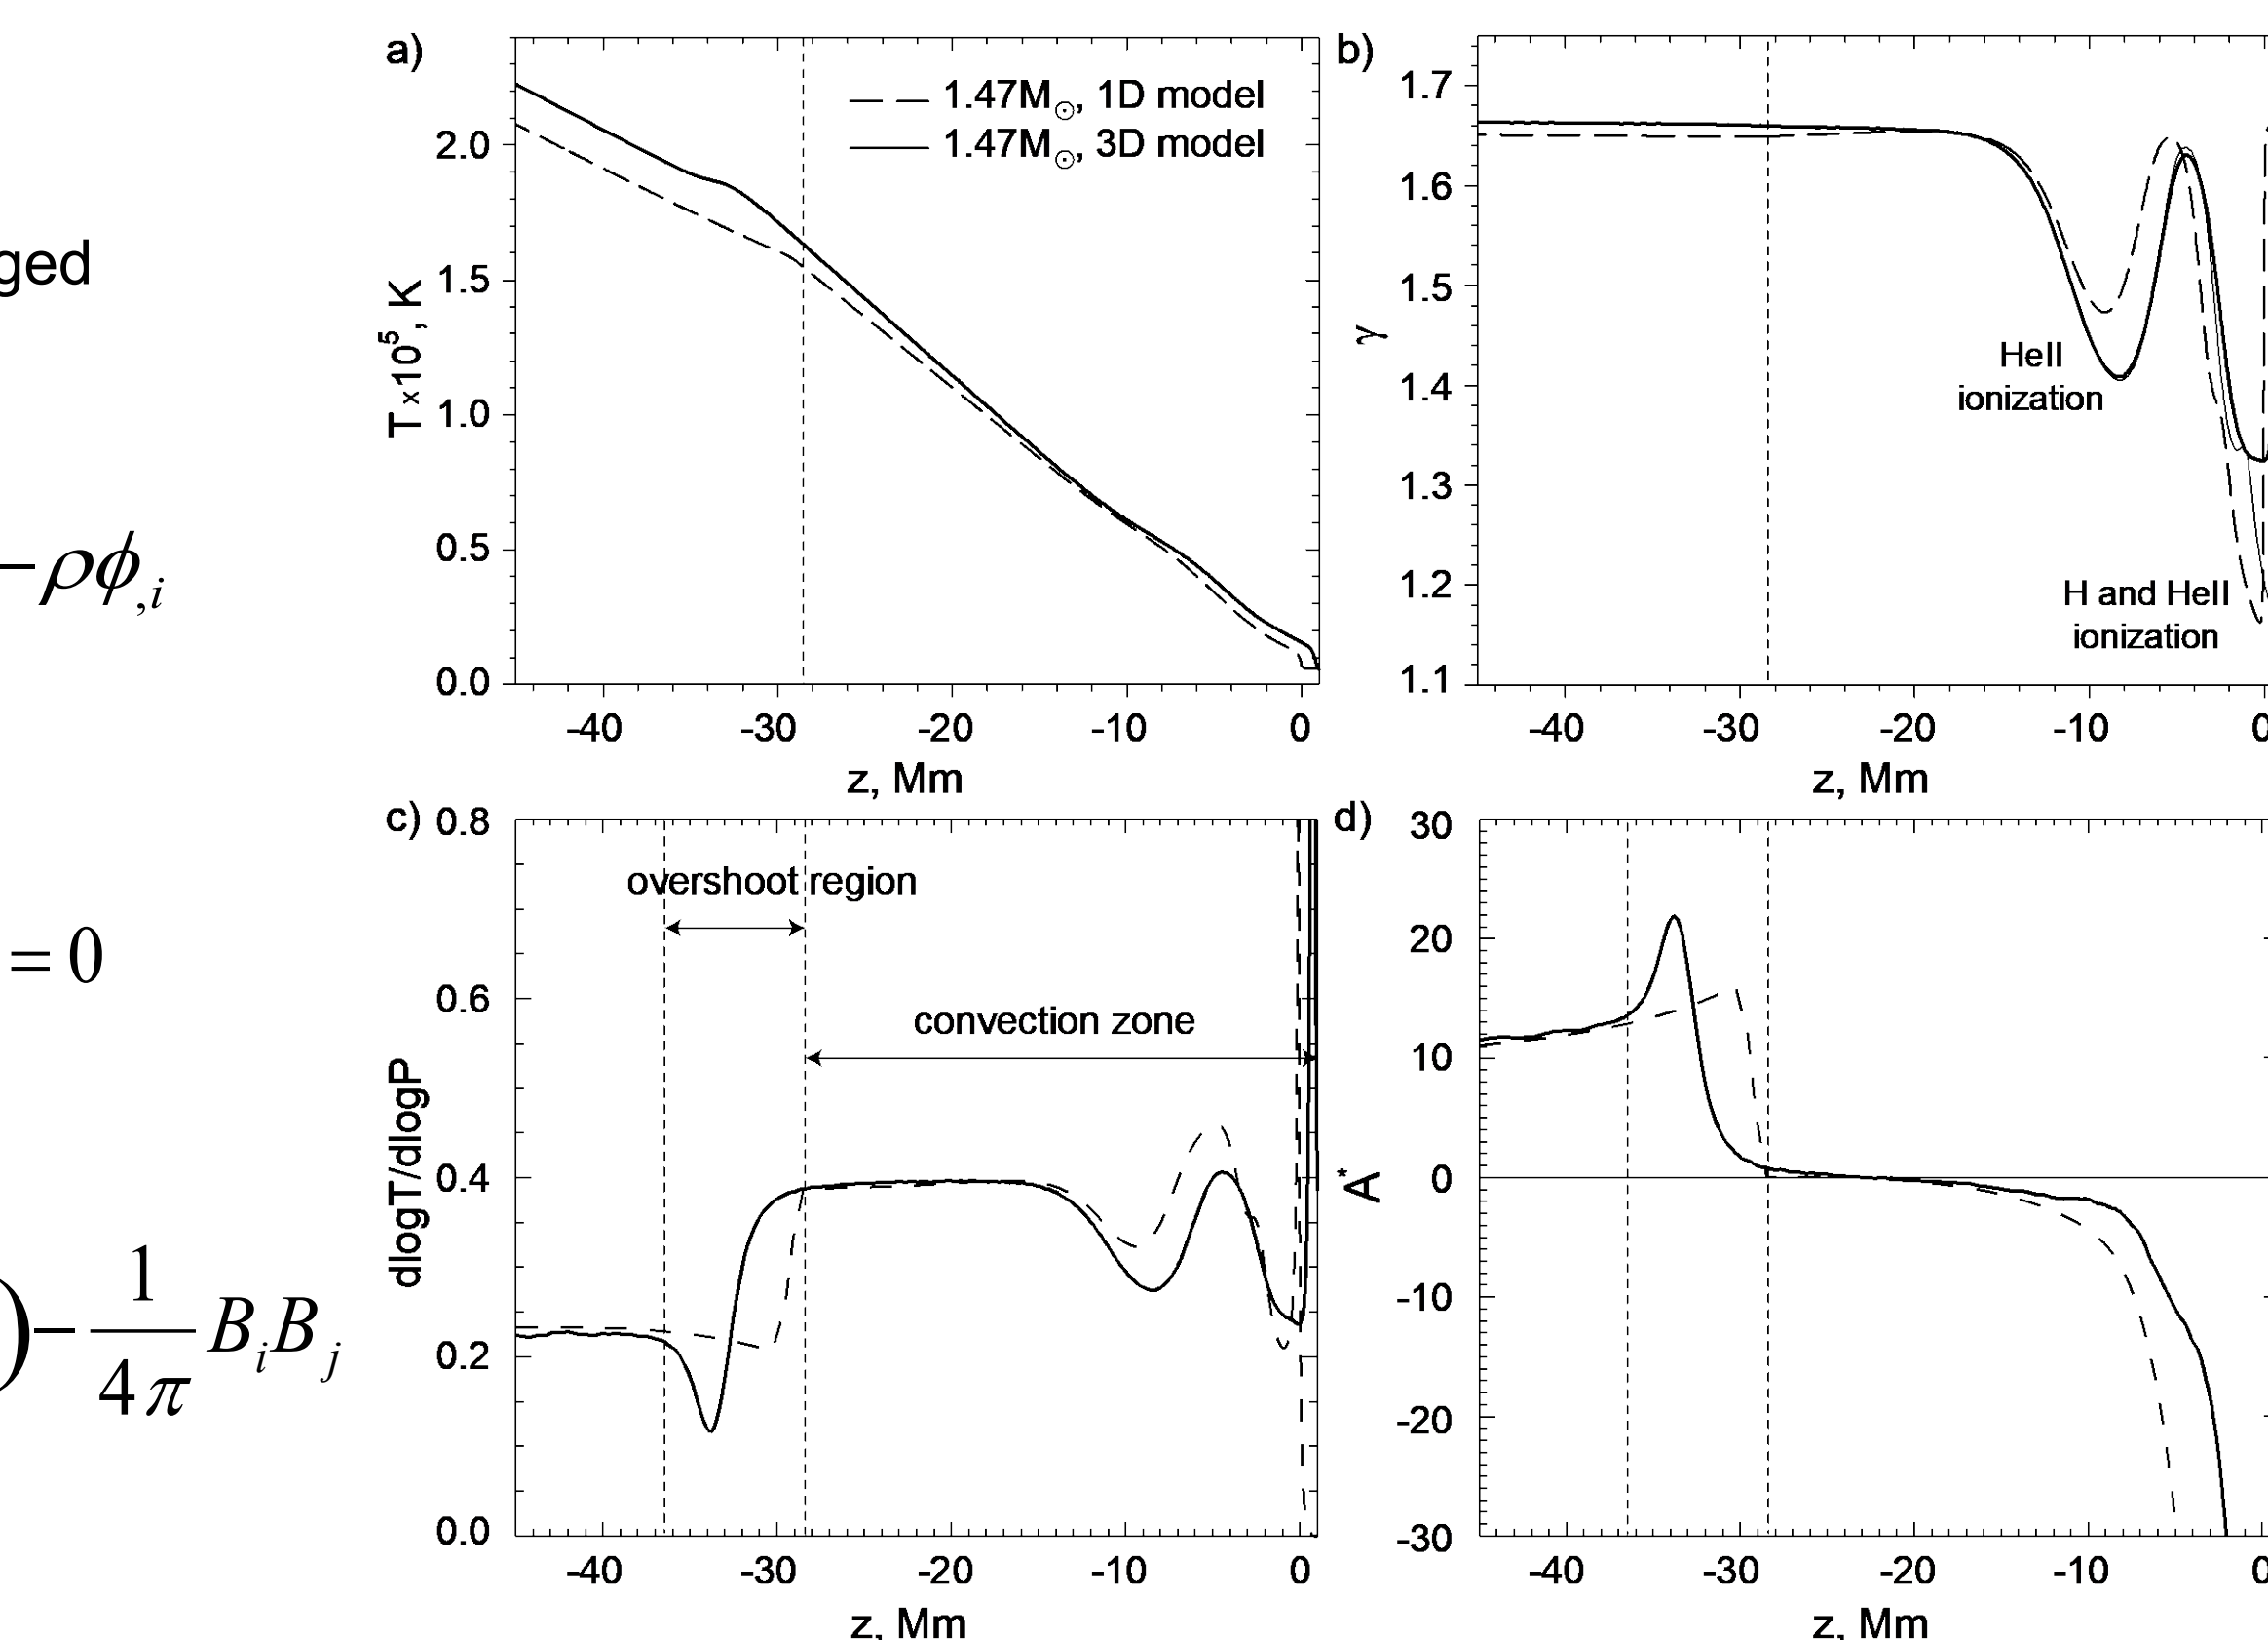 ged
−ρϕ,i
= 0
) − 1/4π BiBj
a)
1.47M☉, 1D model
1.47M☉, 3D model
T x 10⁵, K
2.0
1.5
1.0
0.5
0.0
-40 -30 -20 -10 0
z, Mm
b)
γ
1.7
1.6
1.5
1.4
1.3
1.2
1.1
HeII
ionization
H and HeII
ionization
-40 -30 -20 -10 0
z, Mm
c)
dlogT/dlogP
0.8
0.6
0.4
0.2
0.0
overshoot region
convection zone
-40 -30 -20 -10 0
z, Mm
d)
A*
30
20
10
0
-10
-20
-30
-40 -30 -20 -10 0
z, Mm